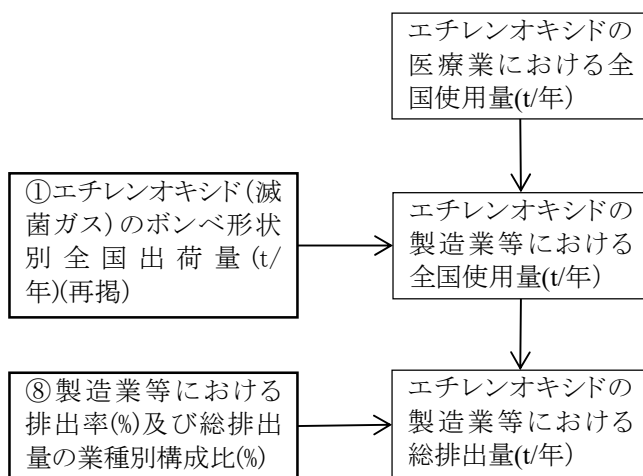 エチレンオキシドの
医療業における全
国使用量(t/年)
①エチレンオキシド(滅
菌ガス)のボンベ形状
別全国出荷量(t/
年)(再掲)
エチレンオキシドの
製造業等における
全国使用量(t/年)
⑧製造業等における
排出率(%)及び総排出
量の業種別構成比(%)
エチレンオキシドの
製造業等における
総排出量(t/年)